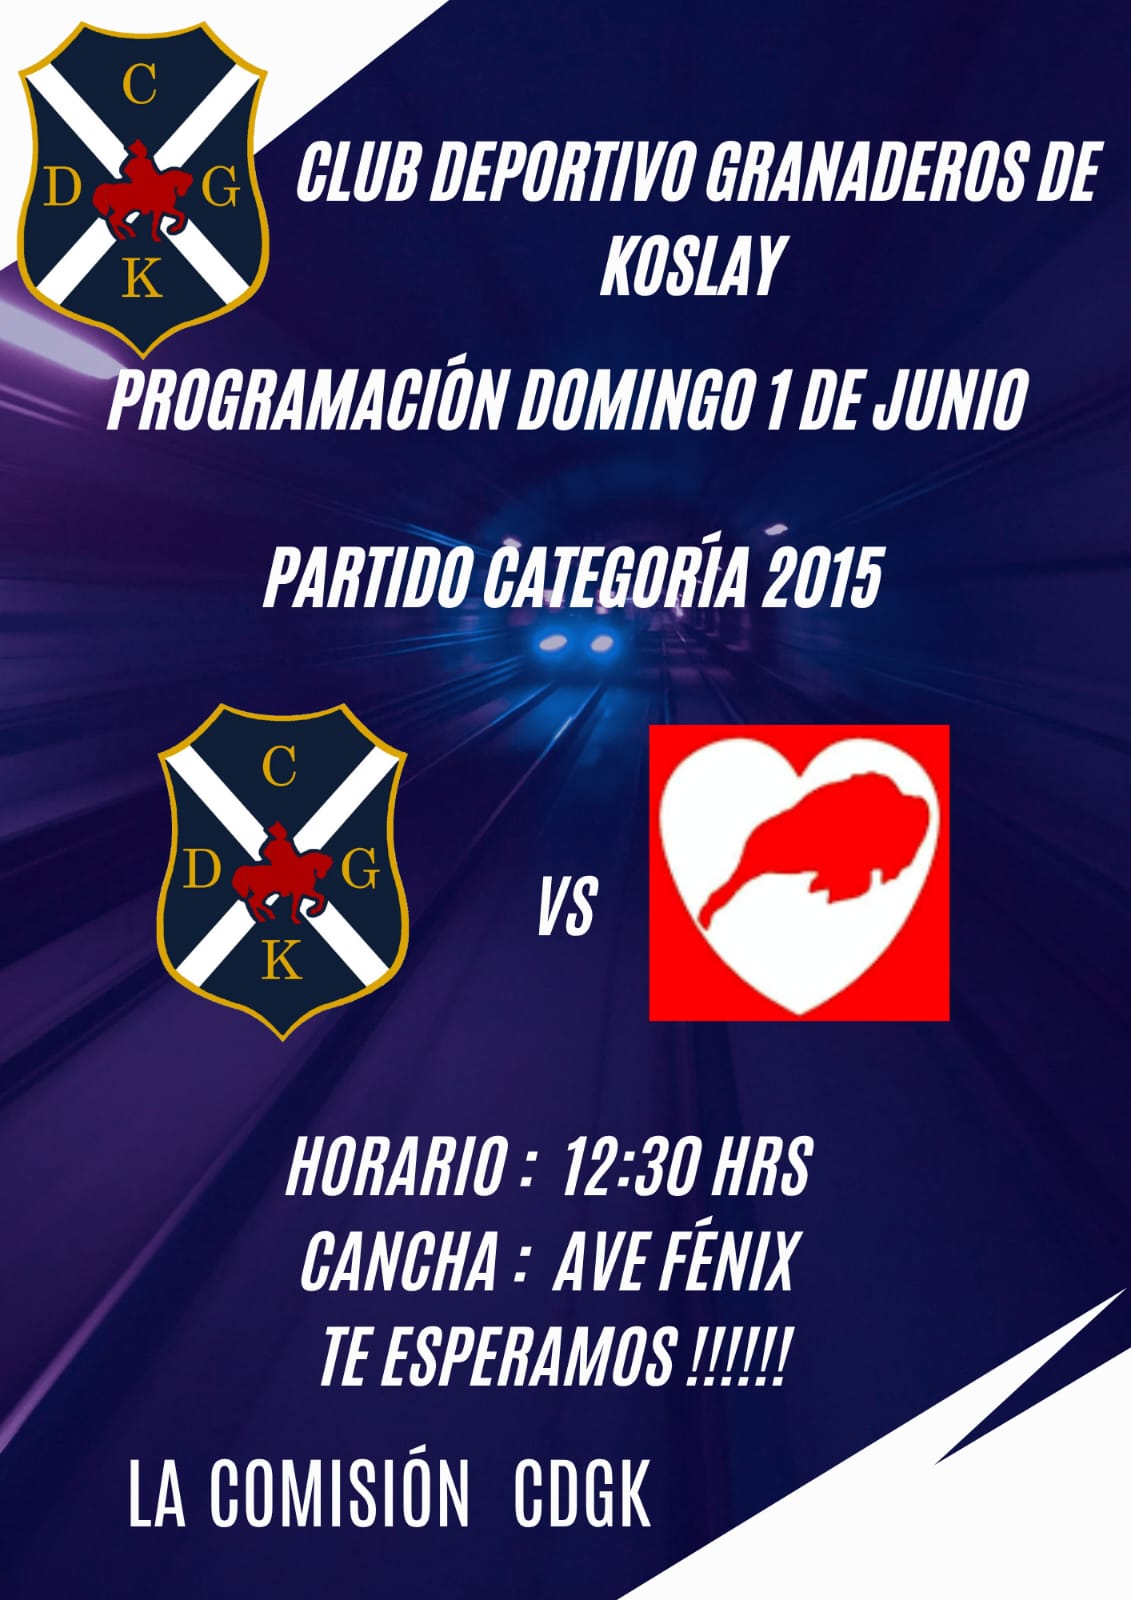 C
D G
K
CLUB DEPORTIVO GRANADEROS DE
KOSLAY
PROGRAMACIÓN DOMINGO 1 DE JUNIO
PARTIDO CATEGORÍA 2015
C
D G
K
VS
HORARIO : 12:30 HRS
CANCHA : AVE FÉNIX
TE ESPERAMOS !!!!!!
LA COMISIÓN CDGK